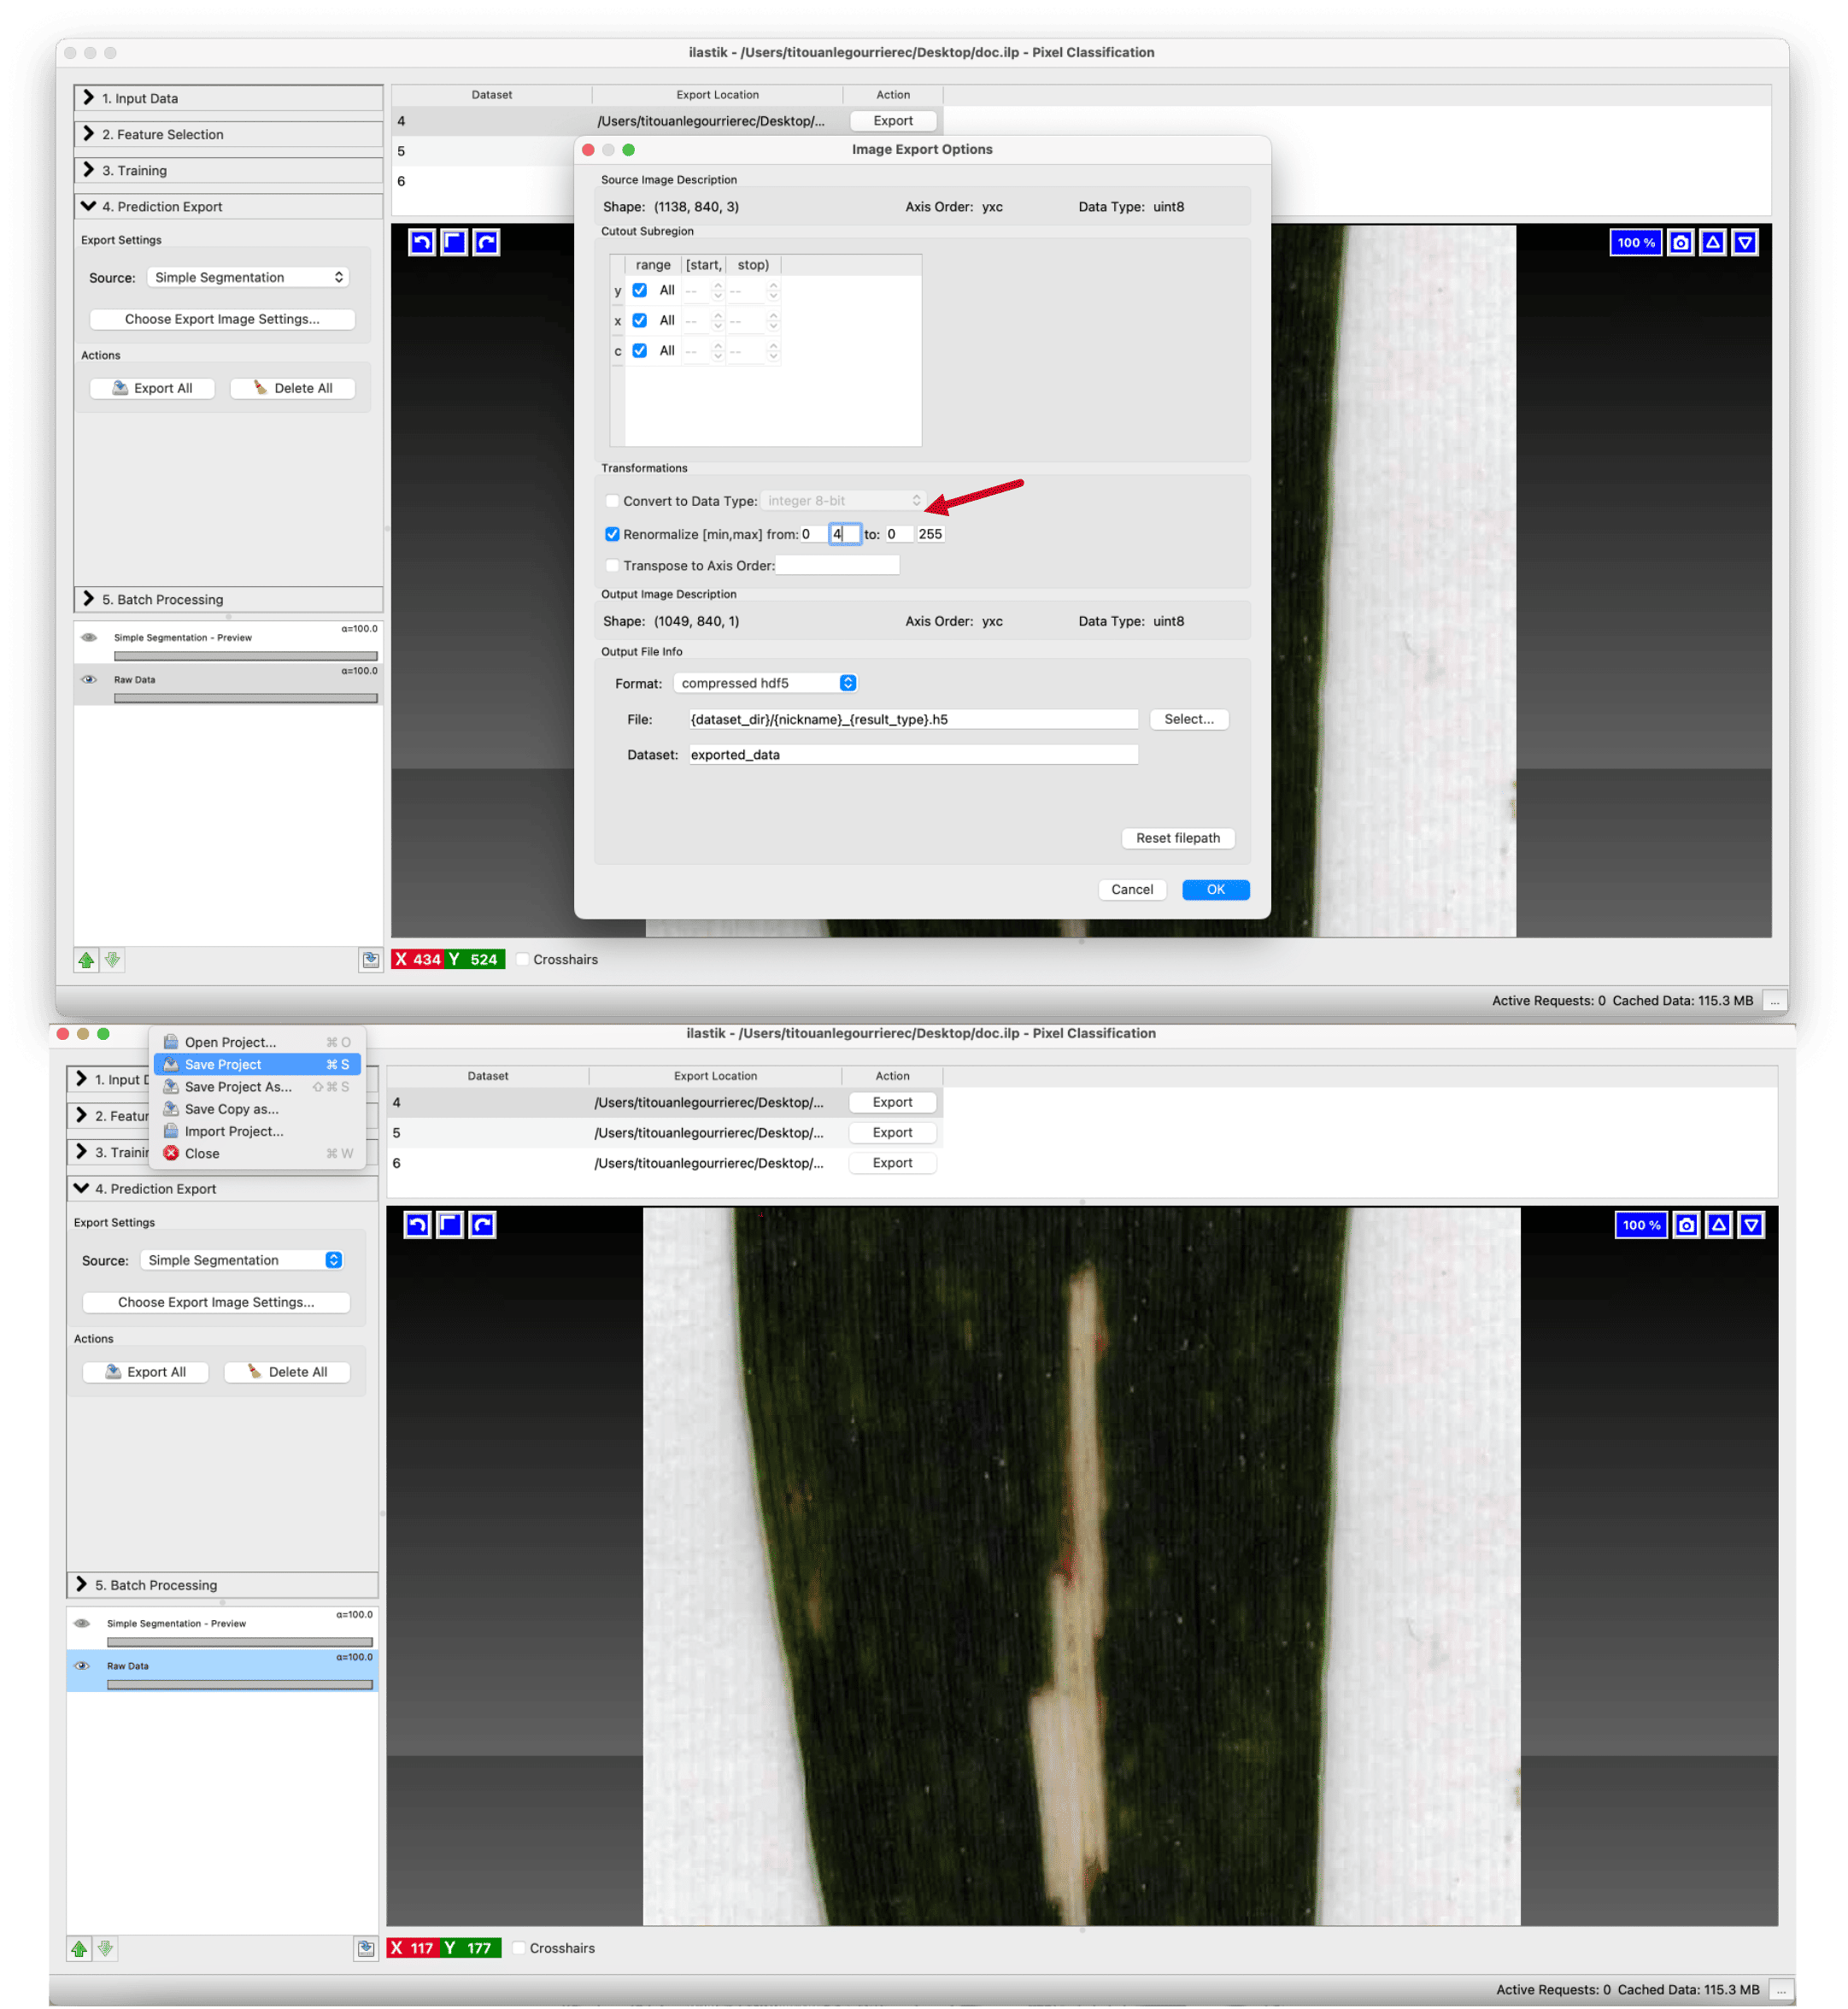 ilastik - /Users/titouanlegourrierec/Desktop/doc.ilp - Pixel Classification
1. Input Data
2. Feature Selection
3. Training
4. Prediction Export
Export Settings
Source: Simple Segmentation
Choose Export Image Settings...
Actions
Export All Delete All
5. Batch Processing
Simple Segmentation - Preview α=100.0
Raw Data α=100.0
Dataset Export Location Action
4 /Users/titouanlegourrierec/Desktop/... Export
5
6
100 %
Image Export Options
Source Image Description
Shape: (1138, 840, 3) Axis Order: yxc Data Type: uint8
Cutout Subregion
range [start, stop)
y All -- --
x All -- --
c All -- --
Transformations
Convert to Data Type: integer 8-bit
Renormalize [min,max] from: 0 4 to: 0 255
Transpose to Axis Order:
Output Image Description
Shape: (1049, 840, 1) Axis Order: yxc Data Type: uint8
Output File Info
Format: compressed hdf5
File: {dataset_dir}/{nickname}_{result_type}.h5 Select...
Dataset: exported_data
Reset filepath
Cancel OK
X 434 Y 524 Crosshairs
Active Requests: 0 Cached Data: 115.3 MB ...
ilastik - /Users/titouanlegourrierec/Desktop/doc.ilp - Pixel Classification
Open Project... ⌘ O
Save Project ⌘ S
Save Project As... ⇧ ⌘ S
Save Copy as...
Import Project...
Close ⌘ W
1. Input D
2. Featur
3. Trainin
4. Prediction Export
Export Settings
Source: Simple Segmentation
Choose Export Image Settings...
Actions
Export All Delete All
5. Batch Processing
Simple Segmentation - Preview α=100.0
Raw Data α=100.0
Dataset Export Location Action
4 /Users/titouanlegourrierec/Desktop/... Export
5 /Users/titouanlegourrierec/Desktop/... Export
6 /Users/titouanlegourrierec/Desktop/... Export
100 %
X 117 Y 177 Crosshairs
Active Requests: 0 Cached Data: 115.3 MB ...